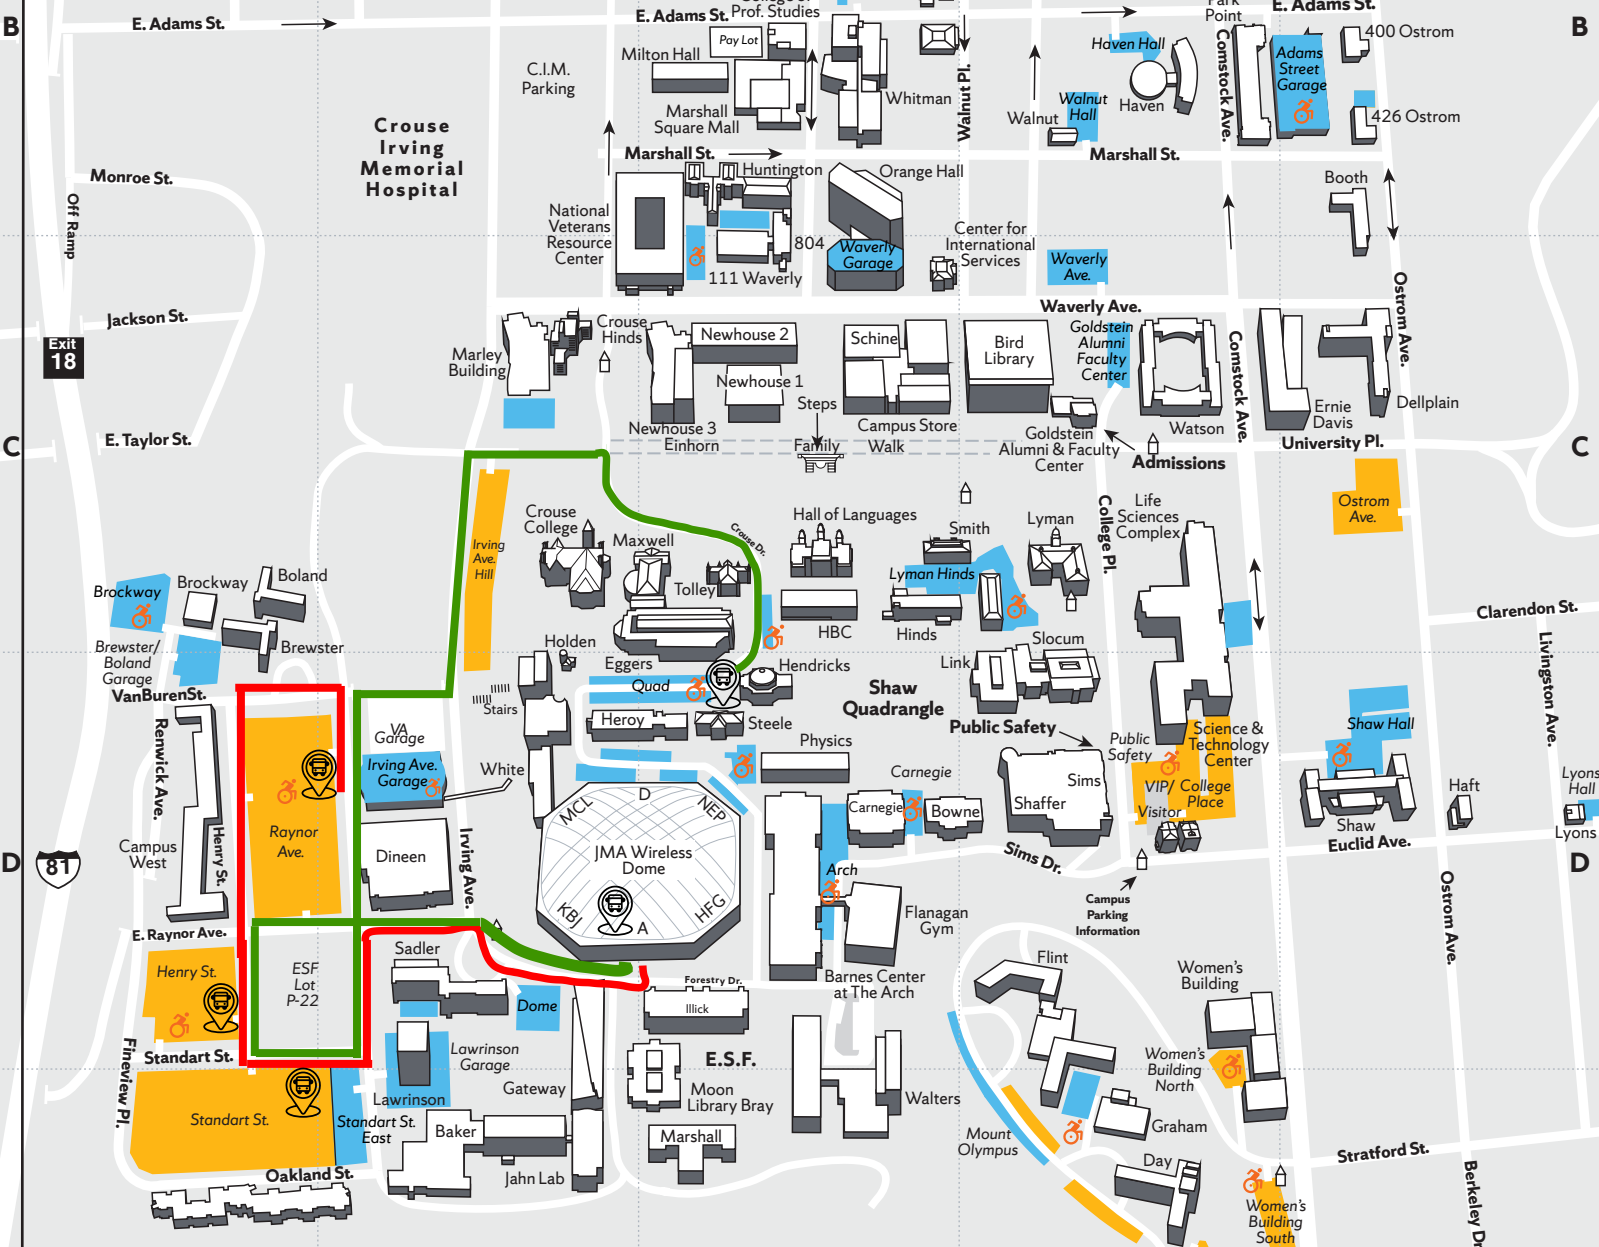 B
E. Adams St.
E. Adams St.
Prof. Studies
Point
E. Adams St.
B
400 Ostrom
Pay Lot
Milton Hall
C.I.M.
Parking
Marshall
Square Mall
Whitman
Walnut Pl.
Haven Hall
Haven
Walnut
Hall
Walnut
Comstock Ave.
Adams
Street
Garage
426 Ostrom
Crouse
Irving
Memorial
Hospital
Marshall St.
Marshall St.
Monroe St.
Off Ramp
Huntington
Orange Hall
Booth
National
Veterans
Resource
Center
804
111 Waverly
Waverly
Garage
Center for
International
Services
Waverly
Ave.
Waverly Ave.
Ostrom Ave.
Jackson St.
Exit
18
Marley
Building
Crouse
Hinds
Newhouse 2
Newhouse 1
Newhouse 3
Einhorn
Steps
Schine
Campus Store
Bird
Library
Goldstein
Alumni
Faculty
Center
Watson
Comstock Ave.
Ernie
Davis
Dellplain
C
E. Taylor St.
Family
Walk
Goldstein
Alumni & Faculty
Center
Admissions
University Pl.
C
Irving
Ave.
Hill
Crouse
College
Maxwell
Tolley
Crouse Dr.
Hall of Languages
Smith
Lyman
College Pl.
Life
Sciences
Complex
Ostrom
Ave.
Brockway
Brockway
Boland
Lyman Hinds
HBC
Hinds
Clarendon St.
Brewster/
Boland
Garage
Brewster
Holden
Eggers
Hendricks
Link
Slocum
Livingston Ave.
VanBurenSt.
Quad
Stairs
Shaw
Quadrangle
Renwick Ave.
VA
Garage
Heroy
Steele
Public Safety
Public
Safety
Science &
Technology
Center
Shaw Hall
Irving Ave.
Garage
White
Physics
Carnegie
Sims
Shaffer
VIP/
Visitor
College
Place
Haft
Lyons
Hall
Lyons
MCL
D
NEP
Carnegie
Bowne
Shaw
Euclid Ave.
Raynor
Ave.
Campus
West
Henry St.
Dineen
Irving Ave.
JMA Wireless
Dome
KBJ
A
HFG
Arch
Sims Dr.
D
81
D
Campus
Parking
Information
Ostrom Ave.
Flanagan
Gym
E. Raynor Ave.
Henry St.
ESF
Lot
P-22
Sadler
Dome
Forestry Dr.
Illick
Barnes Center
at The Arch
Flint
Women's
Building
Standart St.
Fineview Pl.
Lawrinson
Garage
Lawrinson
Gateway
E.S.F.
Moon
Library Bray
Walters
Women's
Building
North
Standart St.
Standart St.
East
Baker
Jahn Lab
Marshall
Mount
Olympus
Graham
Day
Stratford St.
Oakland St.
Women's
Building
South
Berkeley Dr